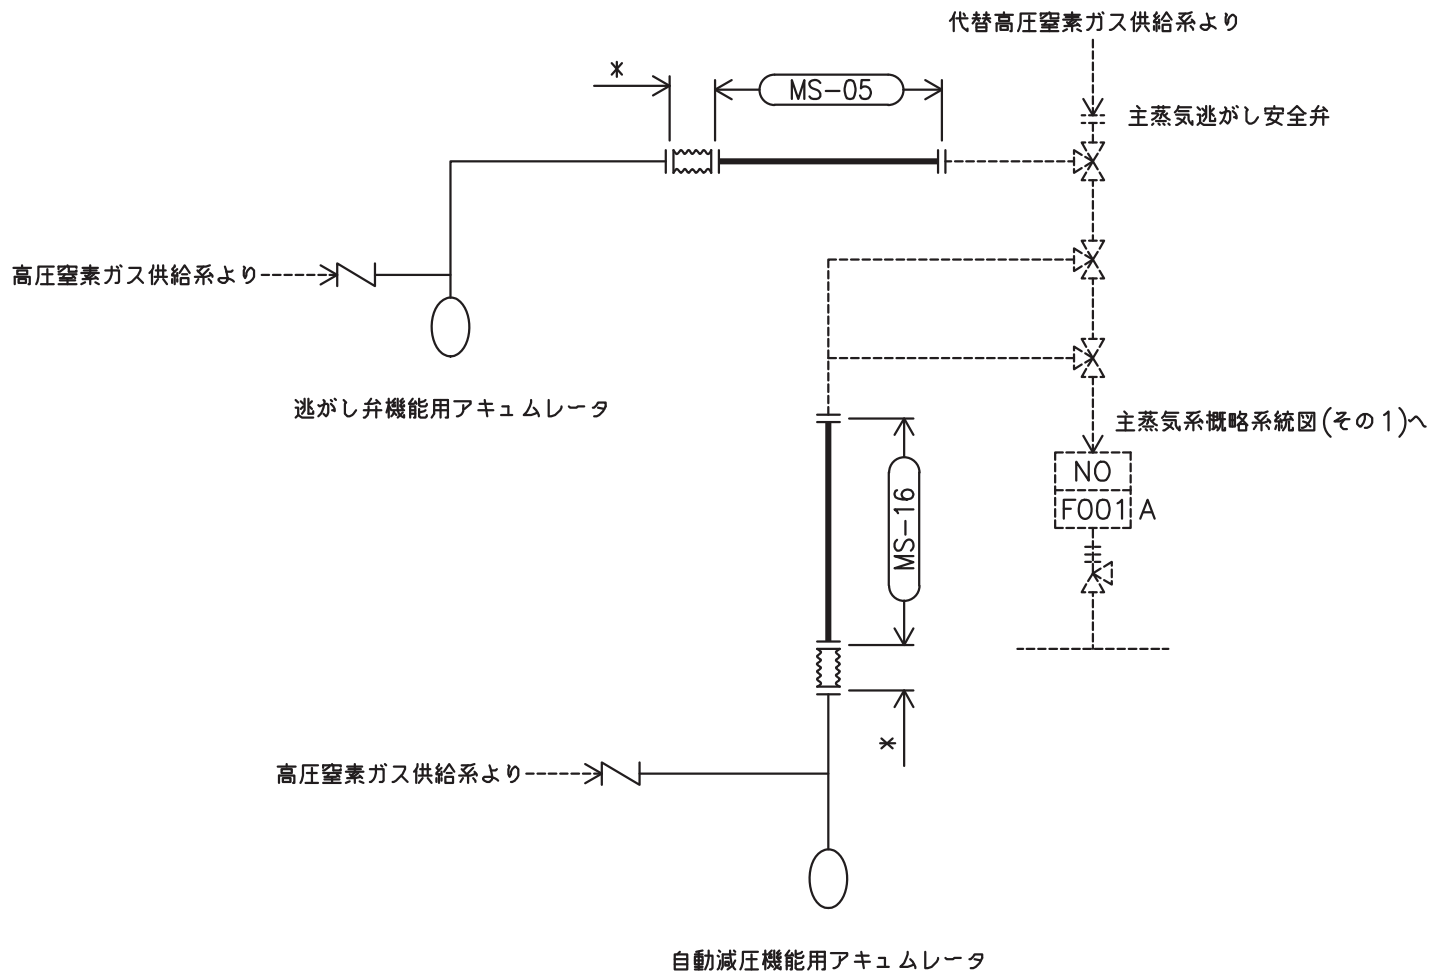 代替高圧窒素ガス供給系より
*
MS-05
主蒸気逃がし安全弁
高圧窒素ガス供給系より
逃がし弁機能用アキュムレータ
主蒸気系概略系統図(その1)へ
NO
F001 A
MS-16
*
高圧窒素ガス供給系より
自動減圧機能用アキュムレータ